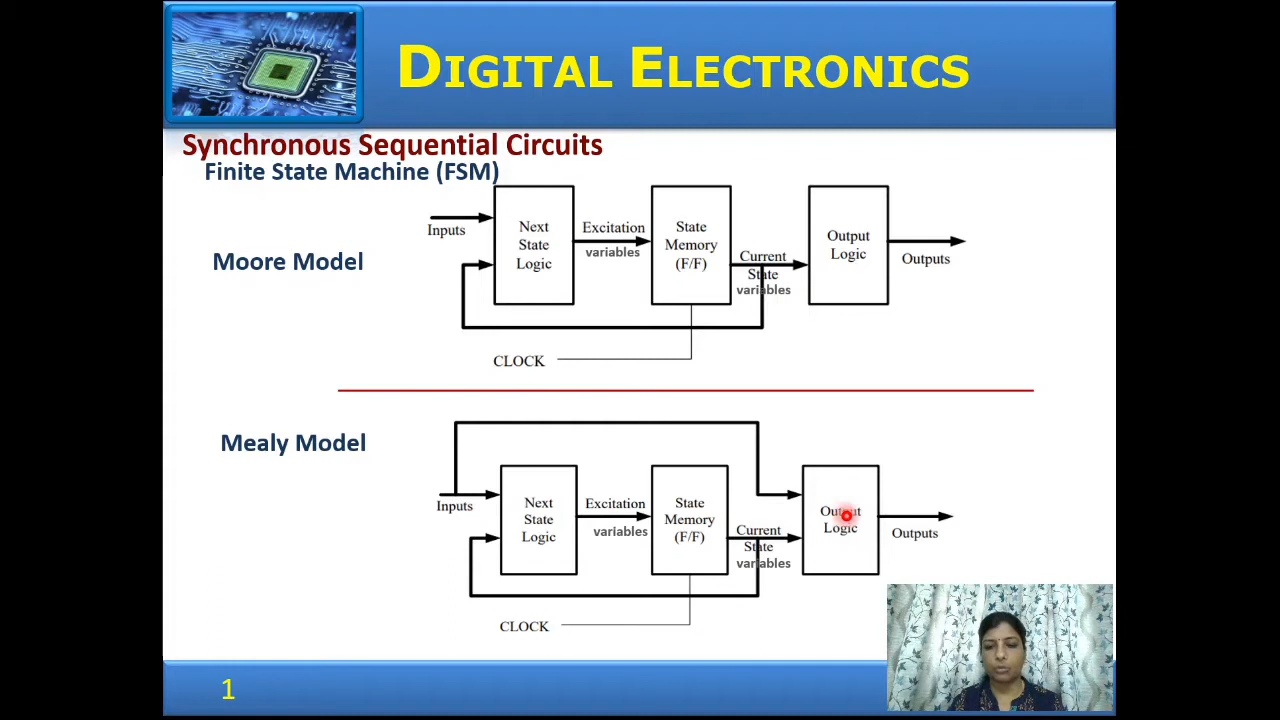 DIGITAL ELECTRONICS
Synchronous Sequential Circuits
Finite State Machine (FSM)
Moore Model
Inputs
Next
State
Logic
Excitation
variables
State
Memory
(F/F)
Current
State
variables
Output
Logic
Outputs
CLOCK
Mealy Model
Inputs
Next
State
Logic
Excitation
variables
State
Memory
(F/F)
Current
State
variables
Output
Logic
Outputs
CLOCK
1